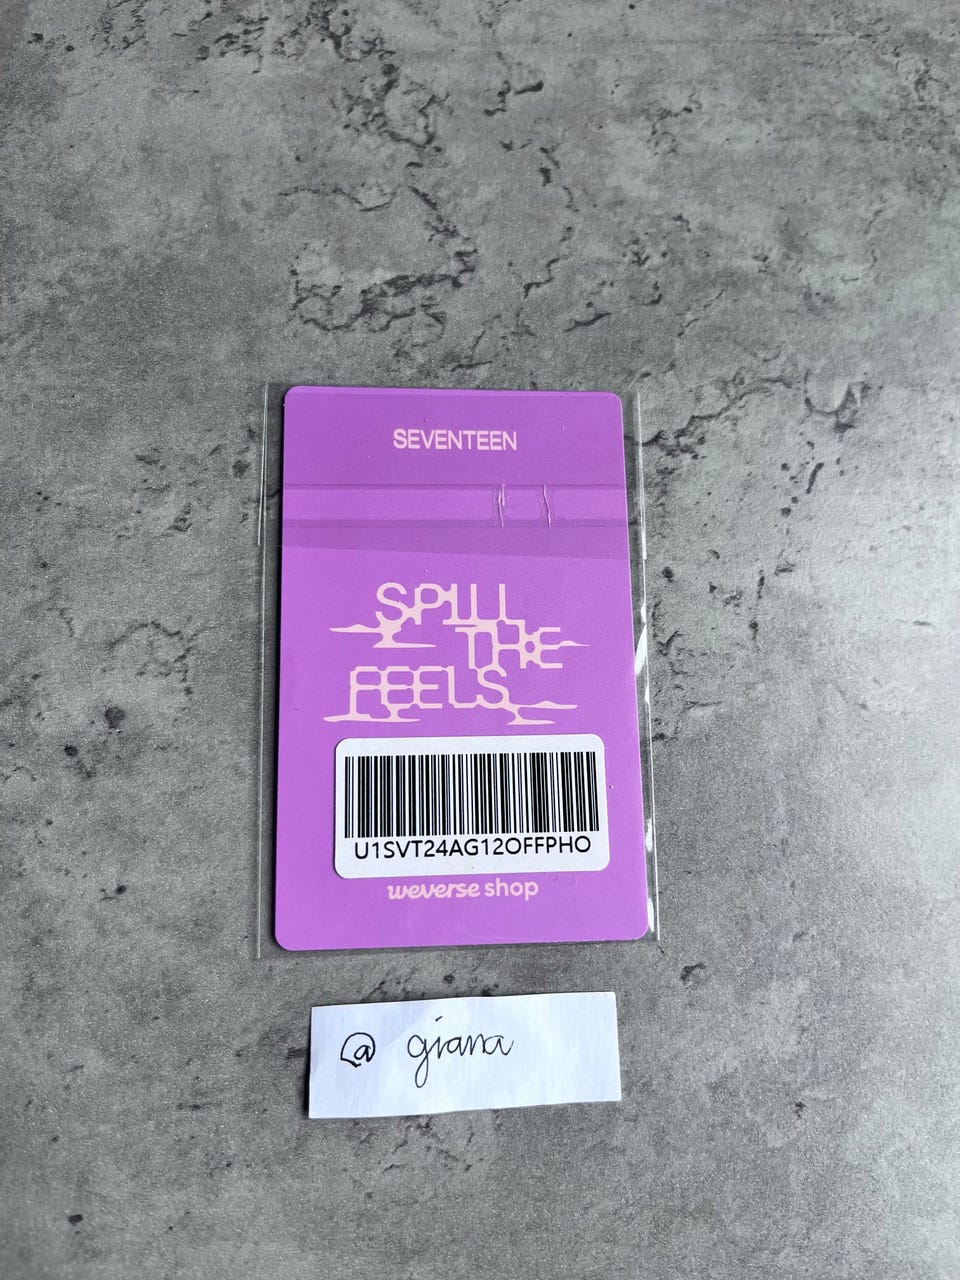 SEVENTEEN
SPILL
THE
FEELS
U1SVT24AG12OFFPHO
weverse shop
@ giana